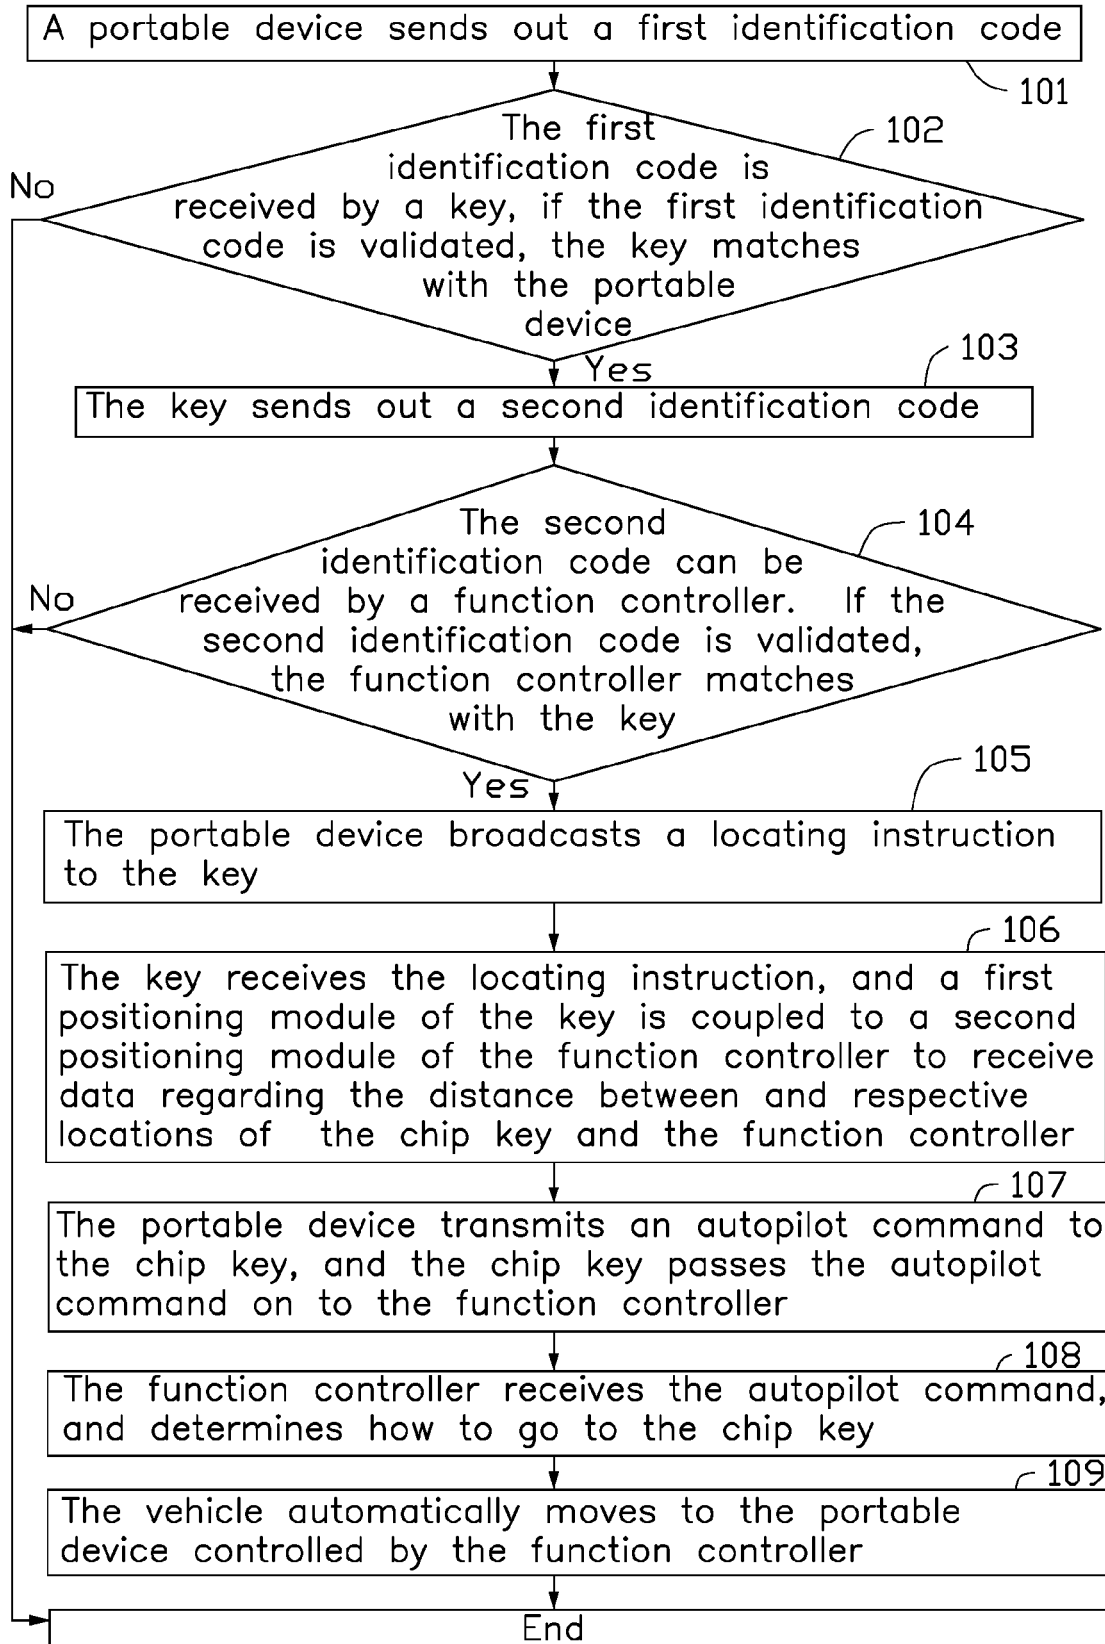 A portable device sends out a first identification code
101
The first
102
identification code is
No
received by a key, if the first identification
code is validated, the key matches
with the portable
device
Yes
103
The key sends out a second identification code
The second
104
identification code can be
No
received by a function controller. If the
second identification code is validated,
the function controller matches
with the key
Yes
105
The portable device broadcasts a locating instruction
to the key
106
The key receives the locating instruction, and a first
positioning module of the key is coupled to a second
positioning module of the function controller to receive
data regarding the distance between and respective
locations of the chip key and the function controller
107
The portable device transmits an autopilot command to
the chip key, and the chip key passes the autopilot
command on to the function controller
108
The function controller receives the autopilot command,
and determines how to go to the chip key
109
The vehicle automatically moves to the portable
device controlled by the function controller
End